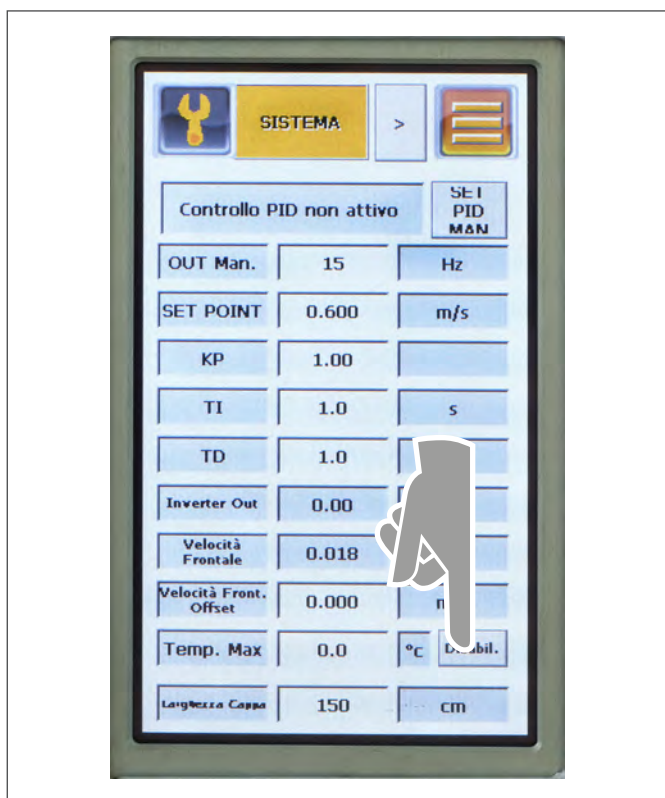 SISTEMA >
Controllo PID non attivo
SET
PID
MAN
OUT Man. 15 Hz
SET POINT 0.600 m/s
KP 1.00
TI 1.0 s
TD 1.0
Inverter Out 0.00
Velocità
Frontale 0.018
Velocità Front.
Offset 0.000
Temp. Max 0.0 °C
Larghezza Cappa 150 cm